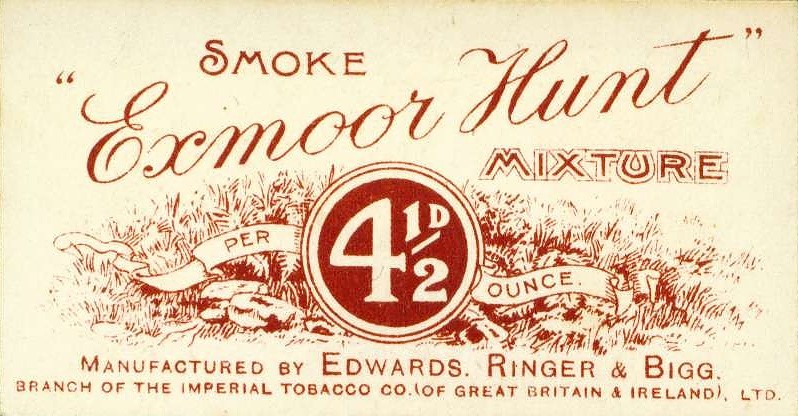 SMOKE
"Exmoor Hunt"
MIXTURE
PER 4½D OUNCE.
MANUFACTURED BY EDWARDS. RINGER & BIGG.
BRANCH OF THE IMPERIAL TOBACCO CO. (OF GREAT BRITAIN & IRELAND), LTD.